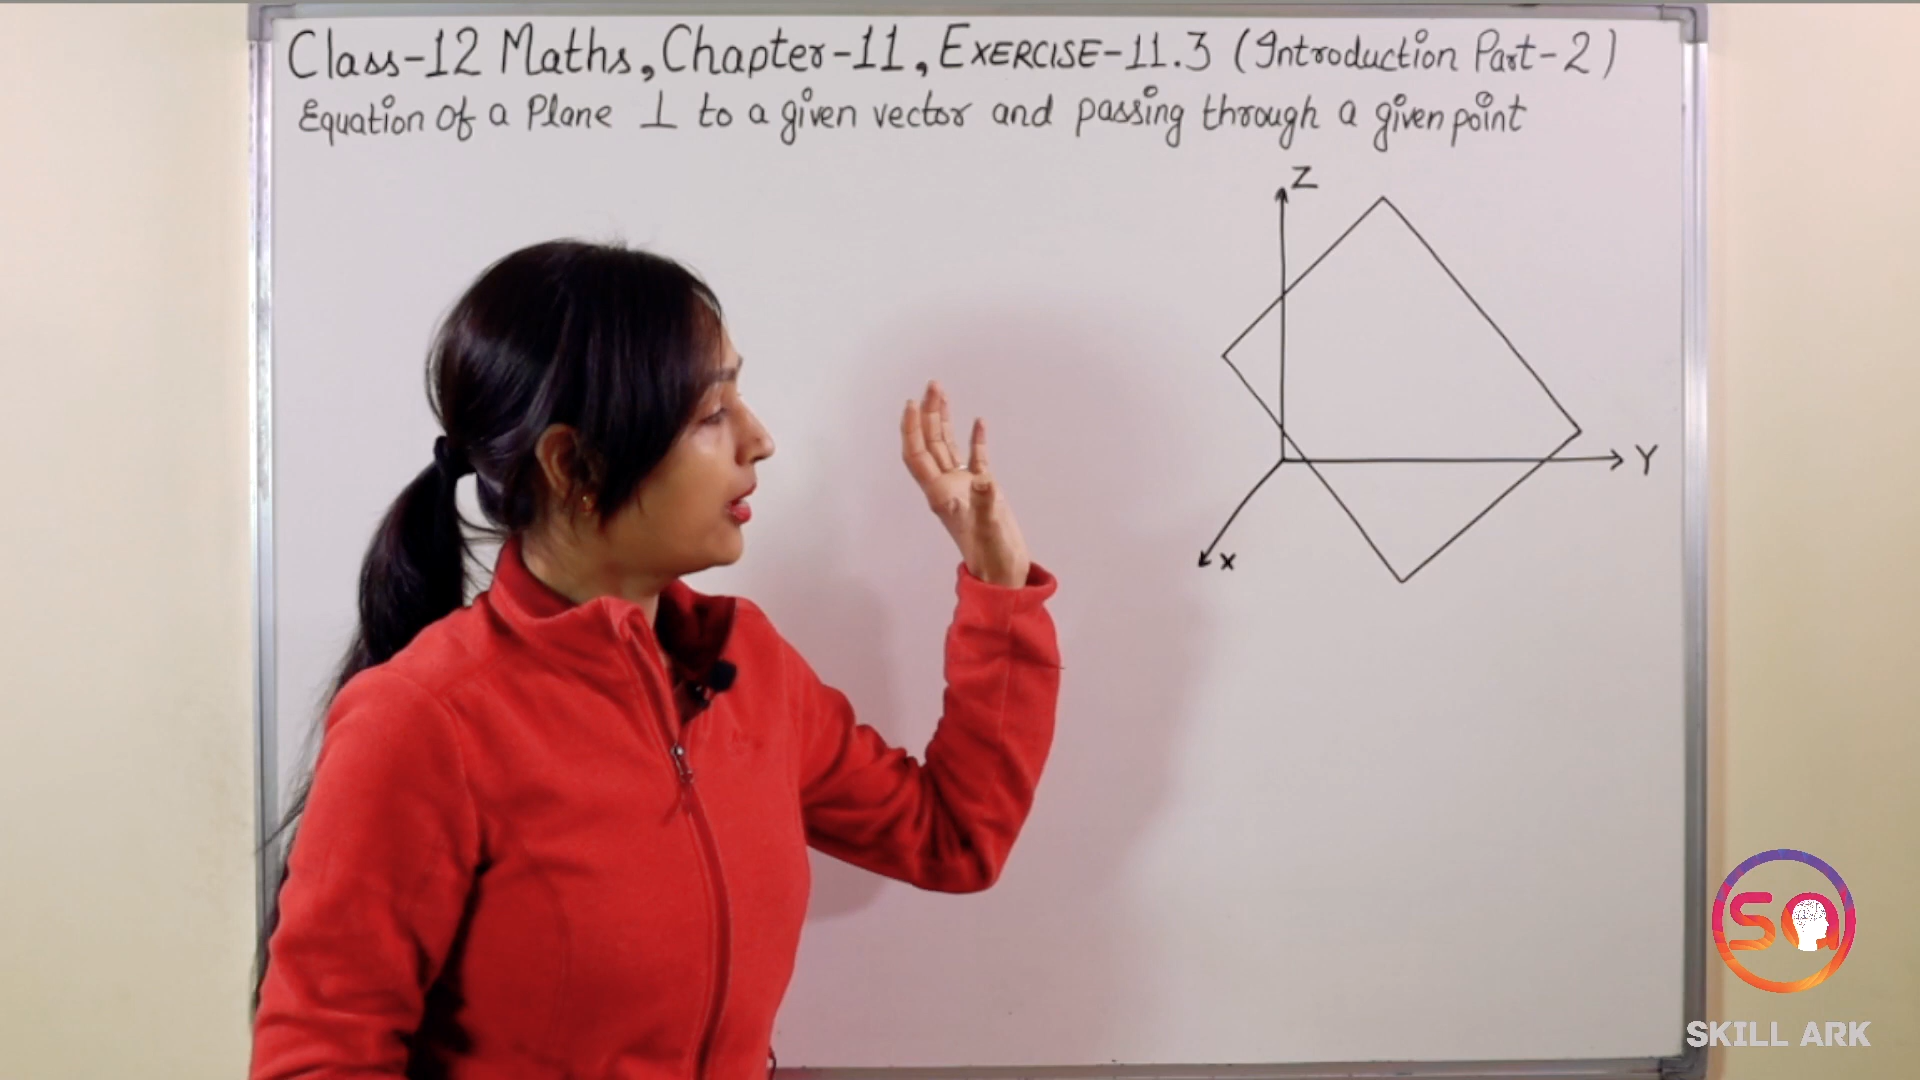 Class-12 Maths, Chapter-11, EXERCISE-11.3 (Introduction Part-2)
Equation of a Plane ⊥ to a given vector and passing through a given point
Z
Y
X
sa
SKILL ARK